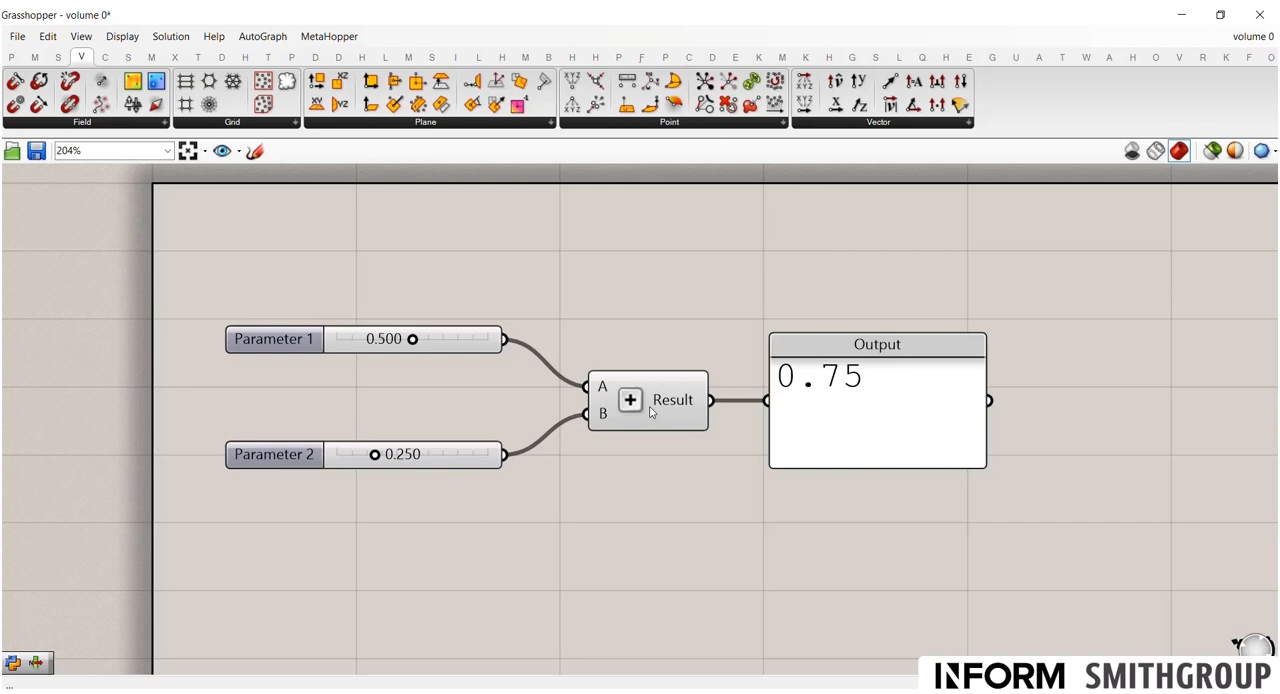 Grasshopper - volume 0*
File Edit View Display Solution Help AutoGraph MetaHopper volume 0
P M S V C S M X T D H L D M H D H L M B H H P P Ƒ P P M K S L A B E A T W E D G V R K S D F O
Field Grid Plane Point Vector
204%
Parameter 1 0.500
Output
0.75
A
+ Result
B
Parameter 2 0.250
INFORM SMITHGROUP
...